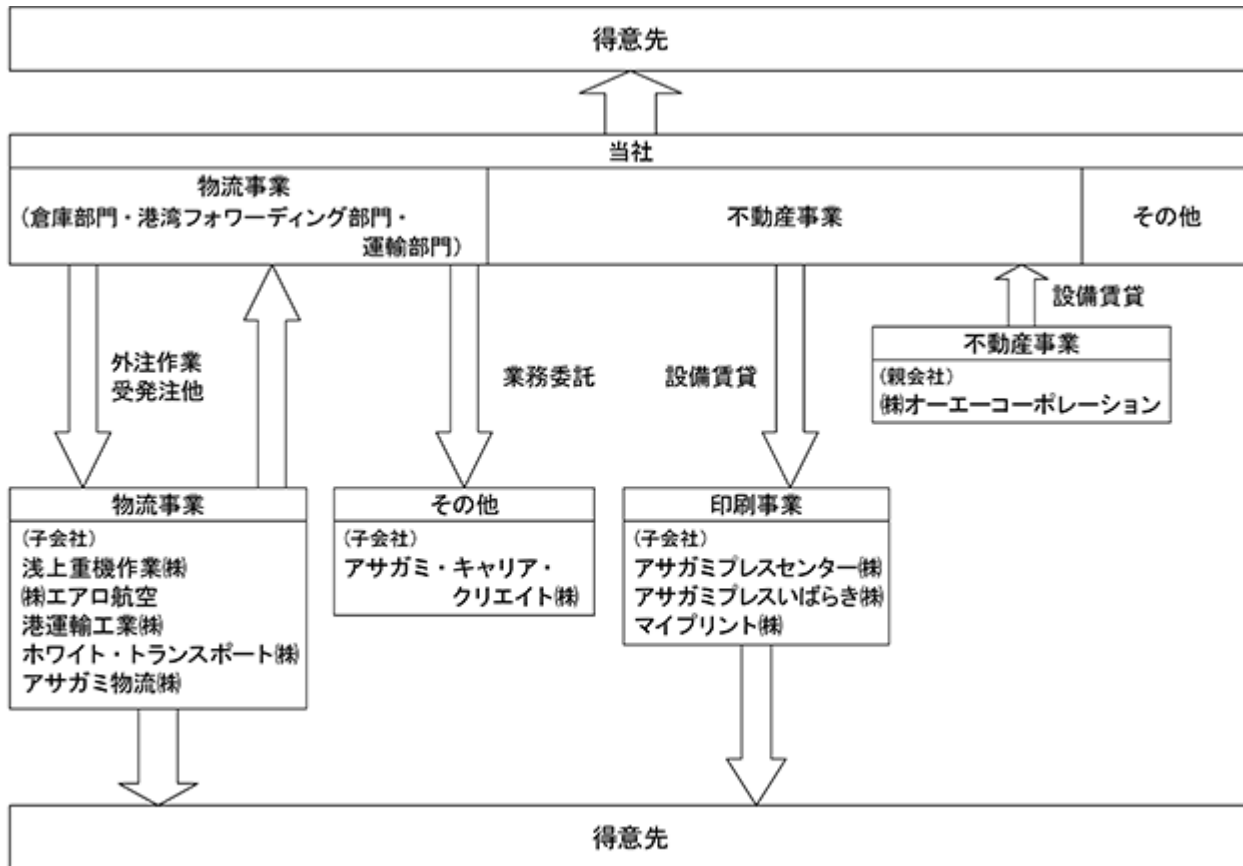 得意先
当社
物流事業
（倉庫部門・港湾フォワーディング部門・
運輸部門）
不動産事業
その他
外注作業
受発注他
業務委託
設備賃貸
設備賃貸
不動産事業
（親会社）
㈱オーエーコーポレーション
物流事業
（子会社）
浅上重機作業㈱
㈱エアロ航空
港運輸工業㈱
ホワイト・トランスポート㈱
アサガミ物流㈱
その他
（子会社）
アサガミ・キャリア・
クリエイト㈱
印刷事業
（子会社）
アサガミプレスセンター㈱
アサガミプレスいばらき㈱
マイプリント㈱
得意先